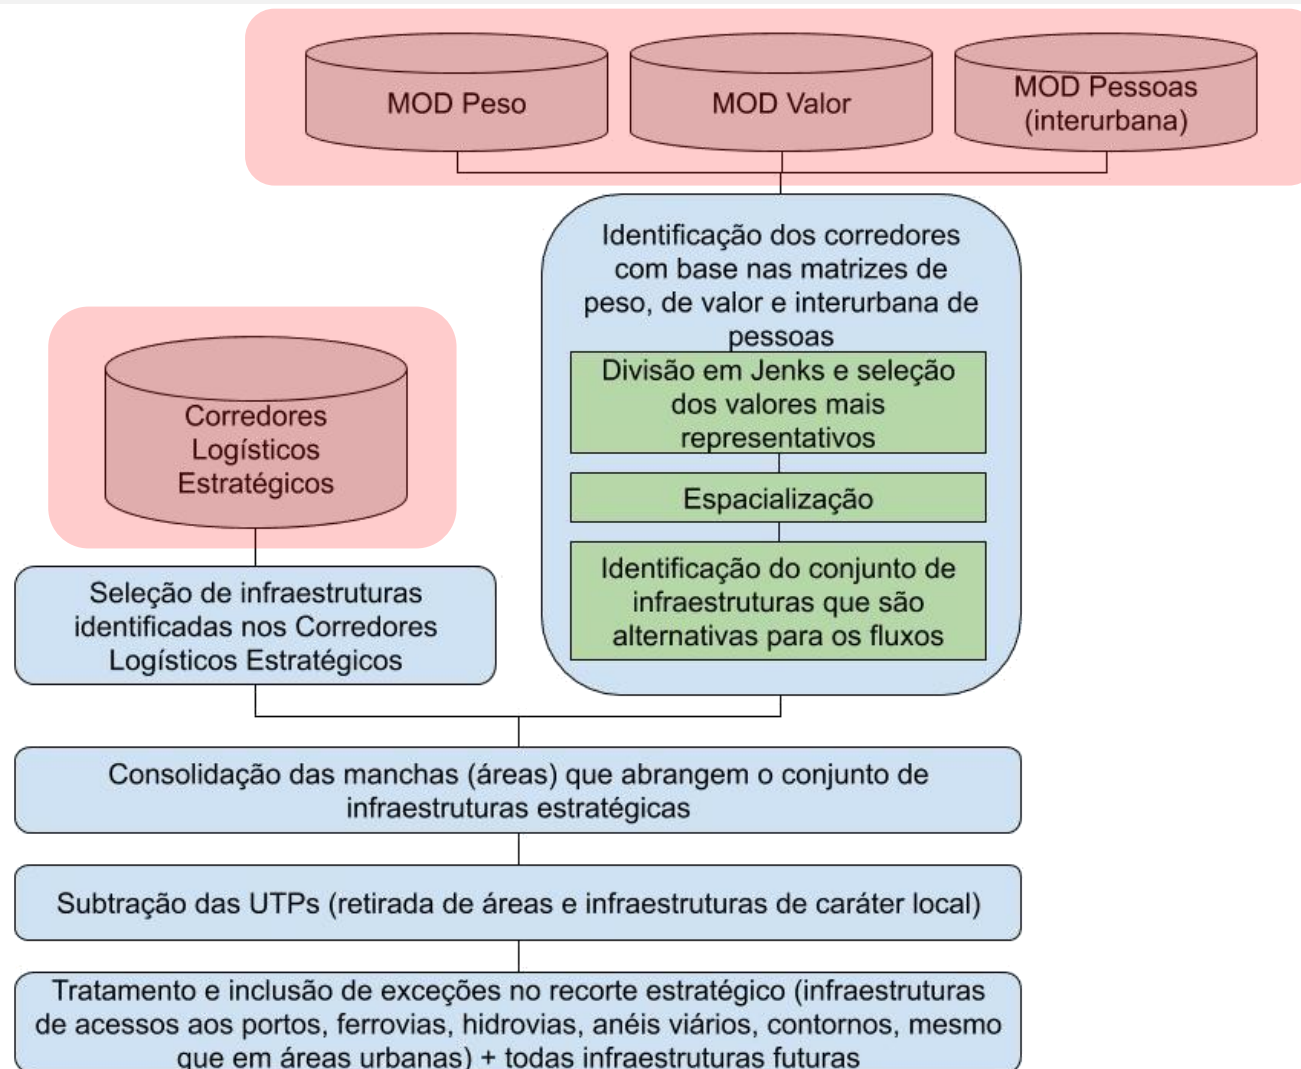 MOD Peso
MOD Valor
MOD Pessoas
(interurbana)
Identificação dos corredores
com base nas matrizes de
peso, de valor e interurbana de
pessoas
Divisão em Jenks e seleção
dos valores mais
representativos
Espacialização
Identificação do conjunto de
infraestruturas que são
alternativas para os fluxos
Corredores
Logísticos
Estratégicos
Seleção de infraestruturas
identificadas nos Corredores
Logísticos Estratégicos
Consolidação das manchas (áreas) que abrangem o conjunto de
infraestruturas estratégicas
Subtração das UTPs (retirada de áreas e infraestruturas de caráter local)
Tratamento e inclusão de exceções no recorte estratégico (infraestruturas
de acessos aos portos, ferrovias, hidrovias, anéis viários, contornos, mesmo
que em áreas urbanas) + todas infraestruturas futuras